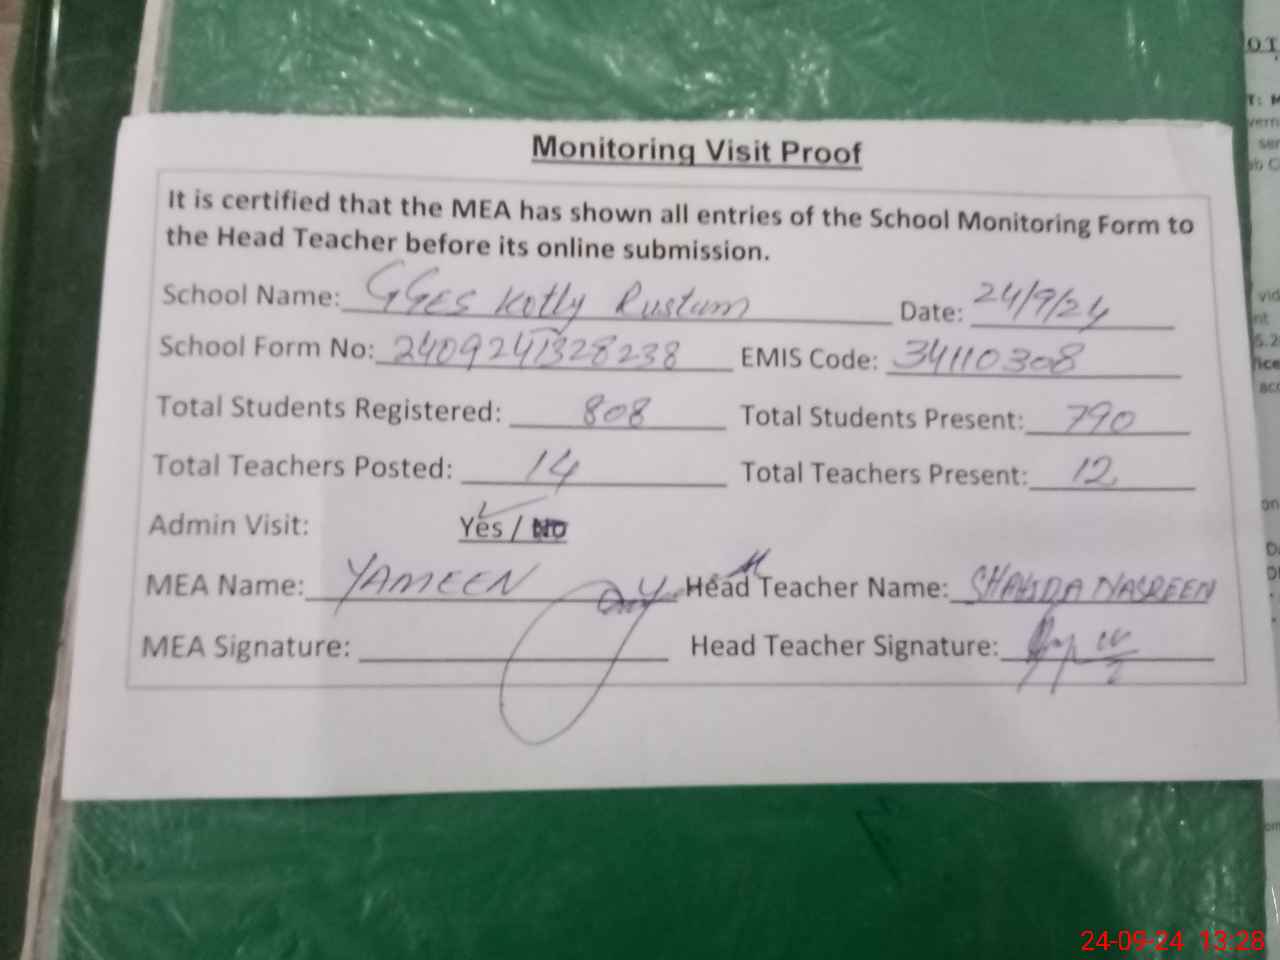 Monitoring Visit Proof
It is certified that the MEA has shown all entries of the School Monitoring Form to
the Head Teacher before its online submission.
School Name: GGES Kotly Rustum Date: 24/9/24
School Form No: 2409241328238 EMIS Code: 34110308
Total Students Registered: 808 Total Students Present: 790
Total Teachers Posted: 14 Total Teachers Present: 12
Admin Visit: Yes / No
MEA Name: YAMEEN Head Teacher Name: SHAHIDA NASREEN
MEA Signature: Head Teacher Signature:
24-09-24 13:28